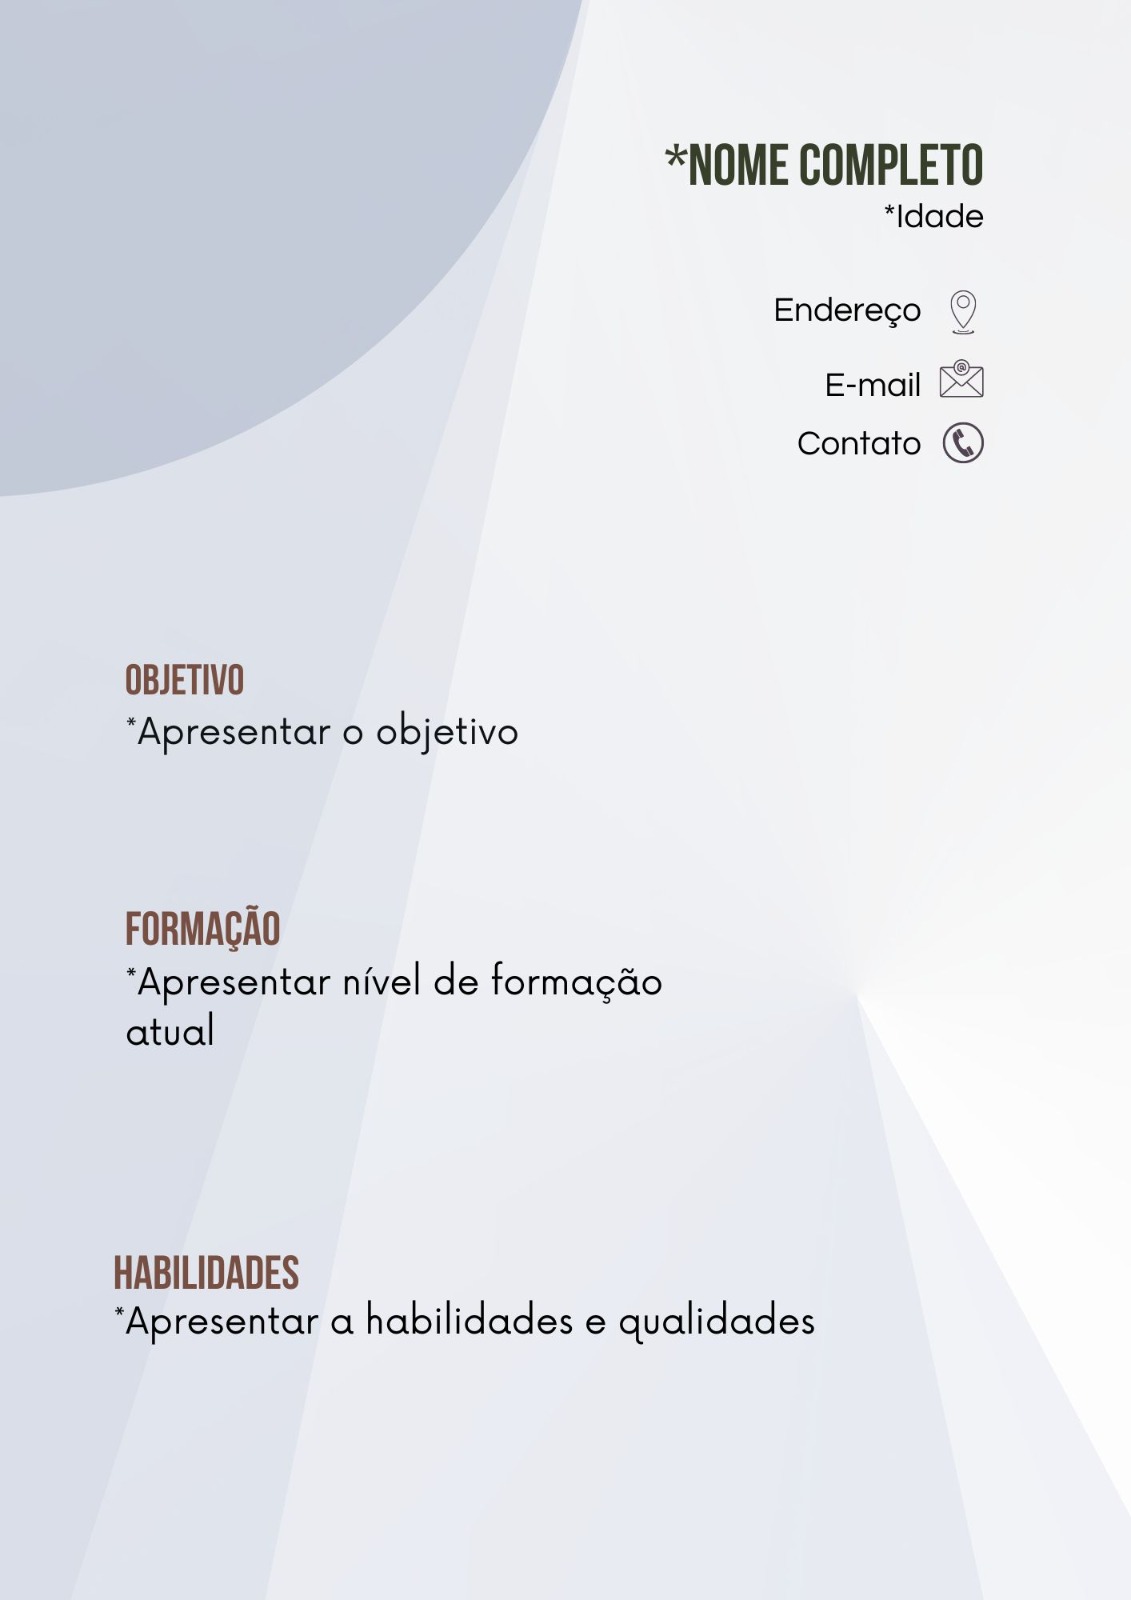 *NOME COMPLETO
*Idade
Endereço
E-mail
Contato
OBJETIVO
*Apresentar o objetivo
FORMAÇÃO
*Apresentar nível de formação
atual
HABILIDADES
*Apresentar a habilidades e qualidades